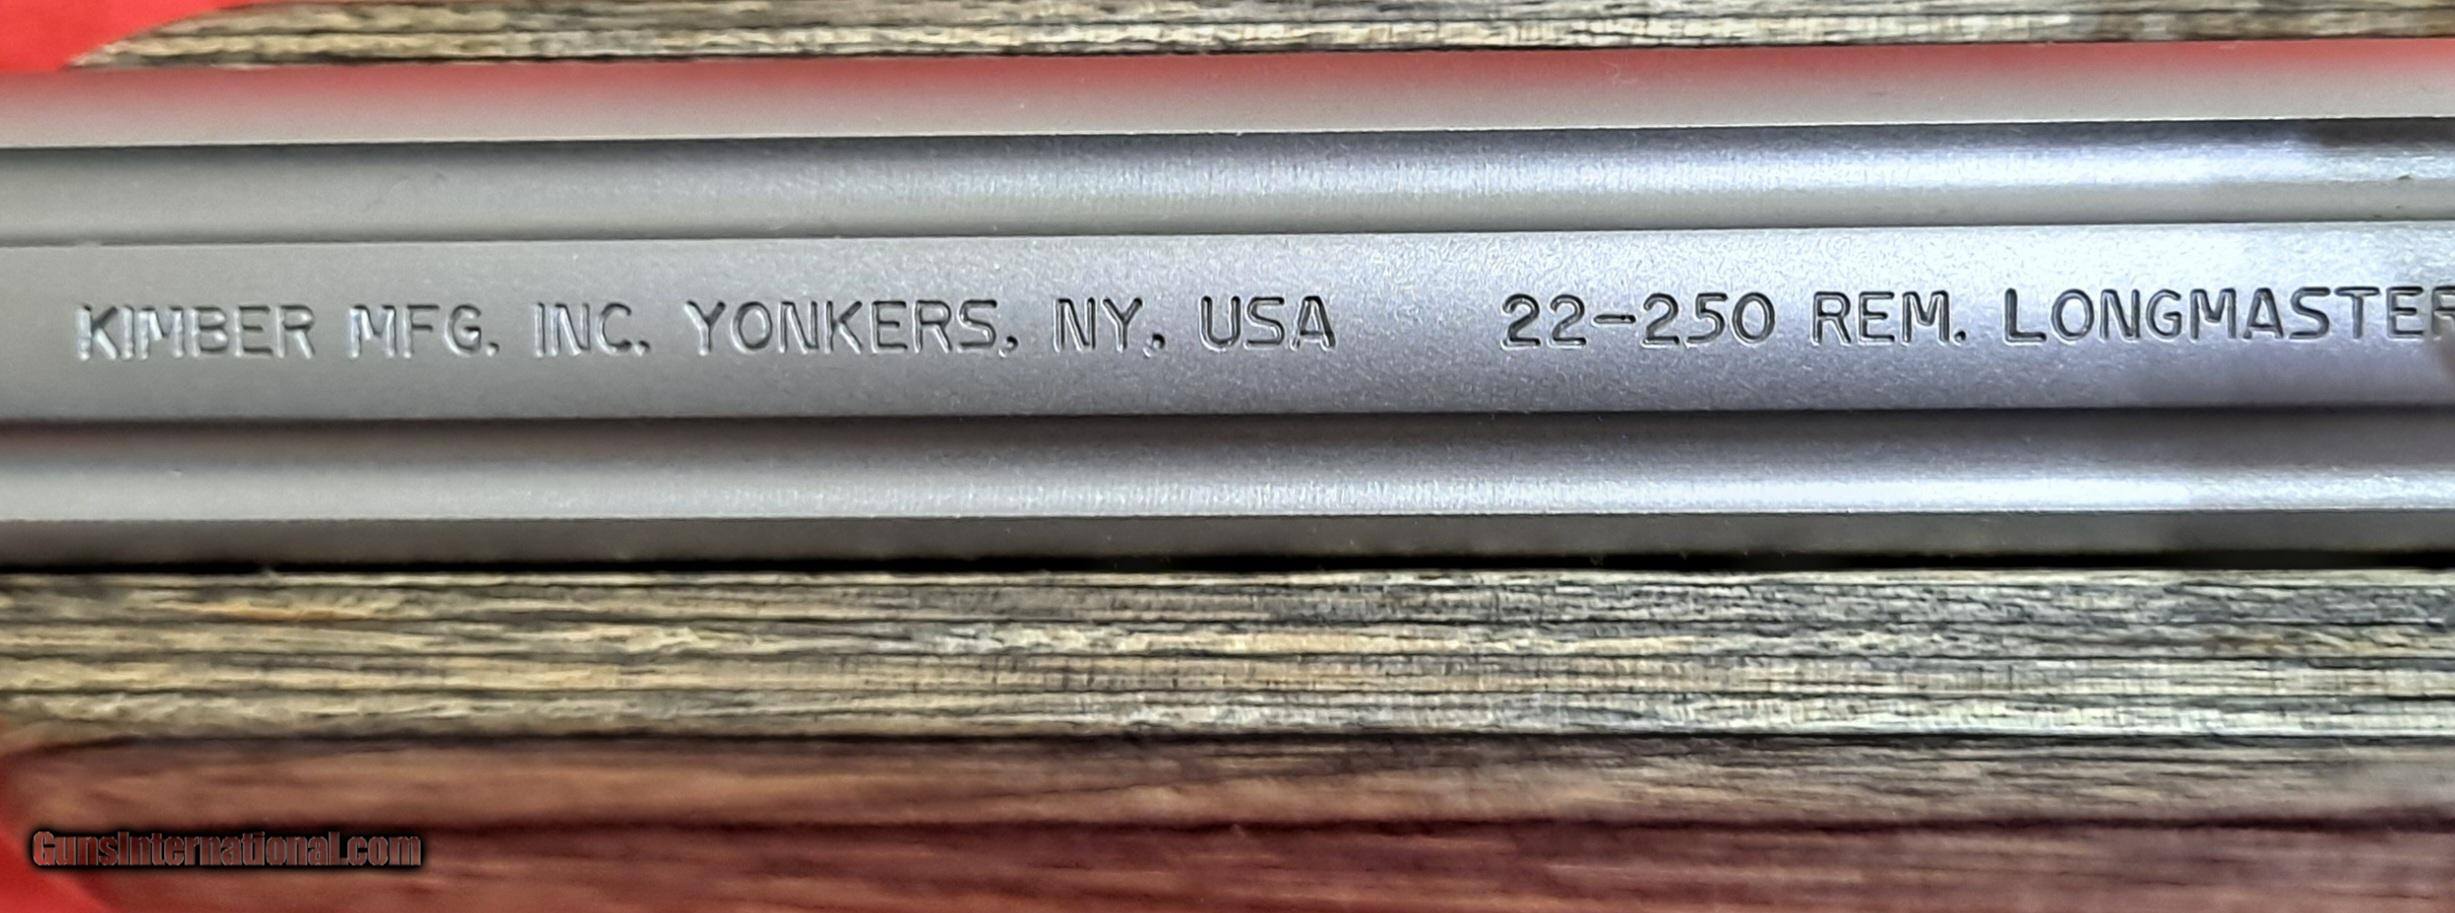 KIMBER MFG. INC. YONKERS, NY, USA 22-250 REM. LONGMASTER
GunsInternational.com